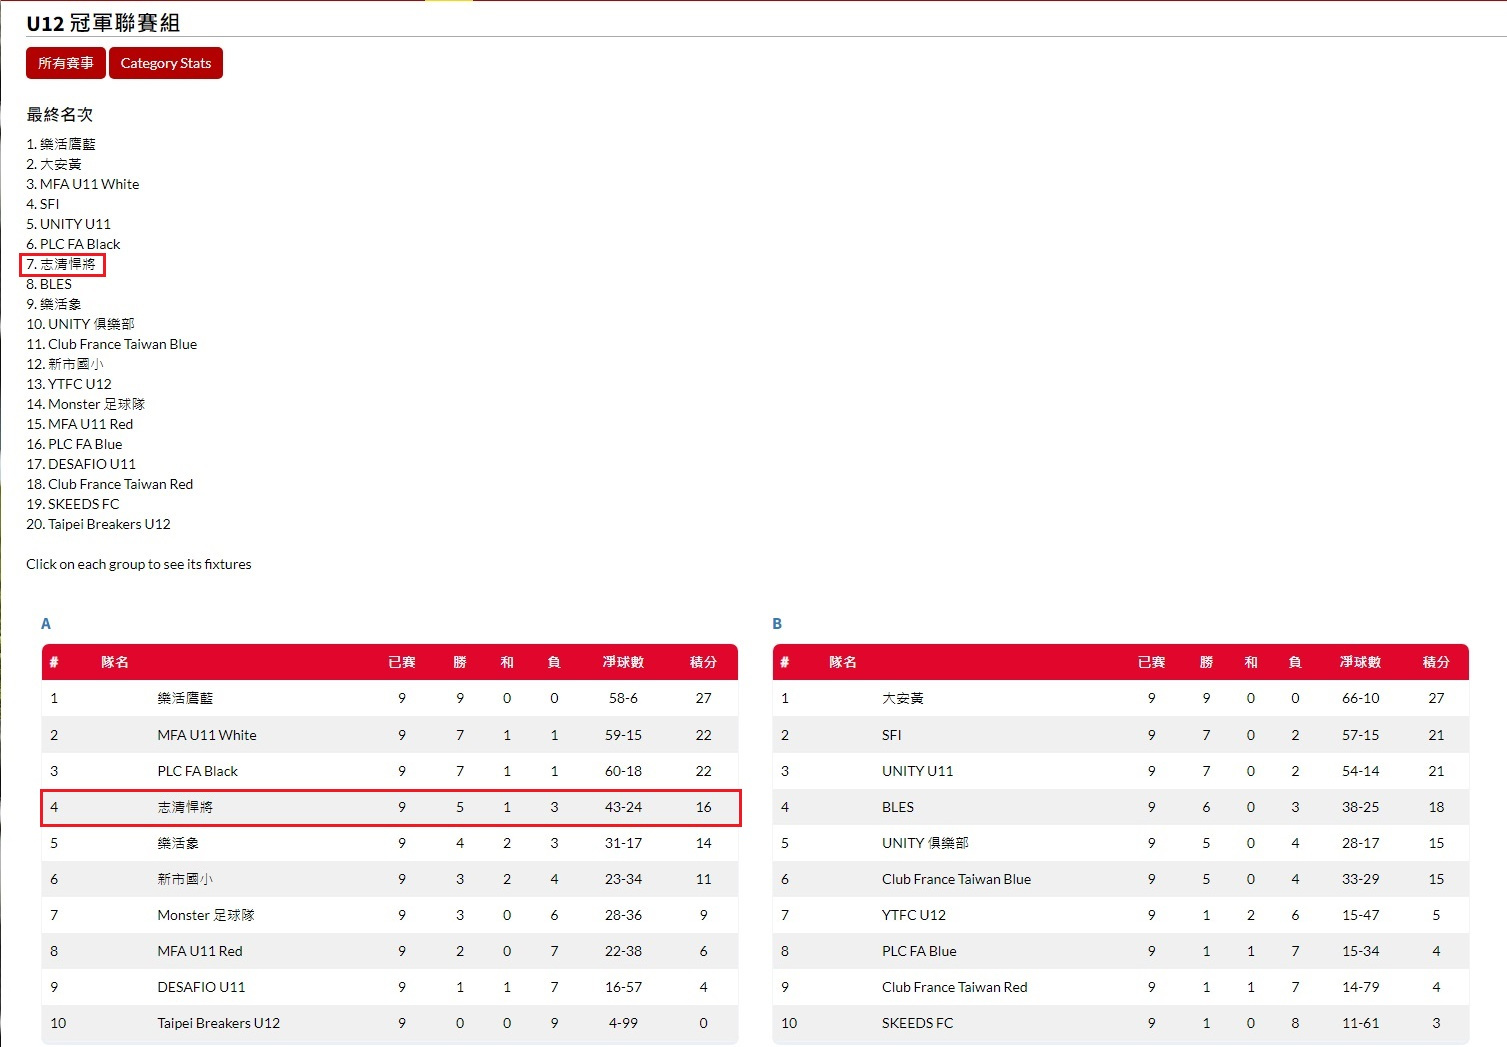 U12 冠軍聯賽組
所有賽事 Category Stats
最終名次
1. 樂活鷹藍
2. 大安黃
3. MFA U11 White
4. SFI
5. UNITY U11
6. PLC FA Black
7. 志清悍將
8. BLES
9. 樂活象
10. UNITY 俱樂部
11. Club France Taiwan Blue
12. 新市國小
13. YTFC U12
14. Monster 足球隊
15. MFA U11 Red
16. PLC FA Blue
17. DESAFIO U11
18. Club France Taiwan Red
19. SKEEDS FC
20. Taipei Breakers U12
Click on each group to see its fixtures
A
# 隊名 已賽 勝 和 負 淨球數 積分
1 樂活鷹藍 9 9 0 0 58-6 27
2 MFA U11 White 9 7 1 1 59-15 22
3 PLC FA Black 9 7 1 1 60-18 22
4 志清悍將 9 5 1 3 43-24 16
5 樂活象 9 4 2 3 31-17 14
6 新市國小 9 3 2 4 23-34 11
7 Monster 足球隊 9 3 0 6 28-36 9
8 MFA U11 Red 9 2 0 7 22-38 6
9 DESAFIO U11 9 1 1 7 16-57 4
10 Taipei Breakers U12 9 0 0 9 4-99 0
B
# 隊名 已賽 勝 和 負 淨球數 積分
1 大安黃 9 9 0 0 66-10 27
2 SFI 9 7 0 2 57-15 21
3 UNITY U11 9 7 0 2 54-14 21
4 BLES 9 6 0 3 38-25 18
5 UNITY 俱樂部 9 5 0 4 28-17 15
6 Club France Taiwan Blue 9 5 0 4 33-29 15
7 YTFC U12 9 1 2 6 15-47 5
8 PLC FA Blue 9 1 1 7 15-34 4
9 Club France Taiwan Red 9 1 1 7 14-79 4
10 SKEEDS FC 9 1 0 8 11-61 3